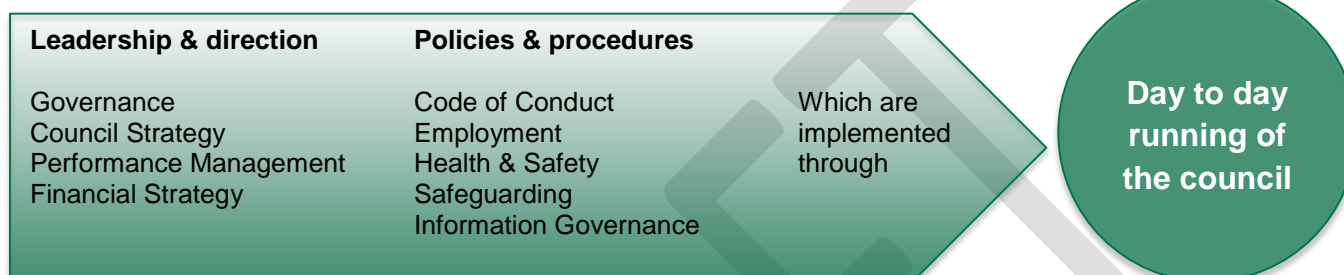 Leadership & direction
Governance
Council Strategy
Performance Management
Financial Strategy
Policies & procedures
Code of Conduct
Employment
Health & Safety
Safeguarding
Information Governance
Which are
implemented
through
Day to day
running of
the council